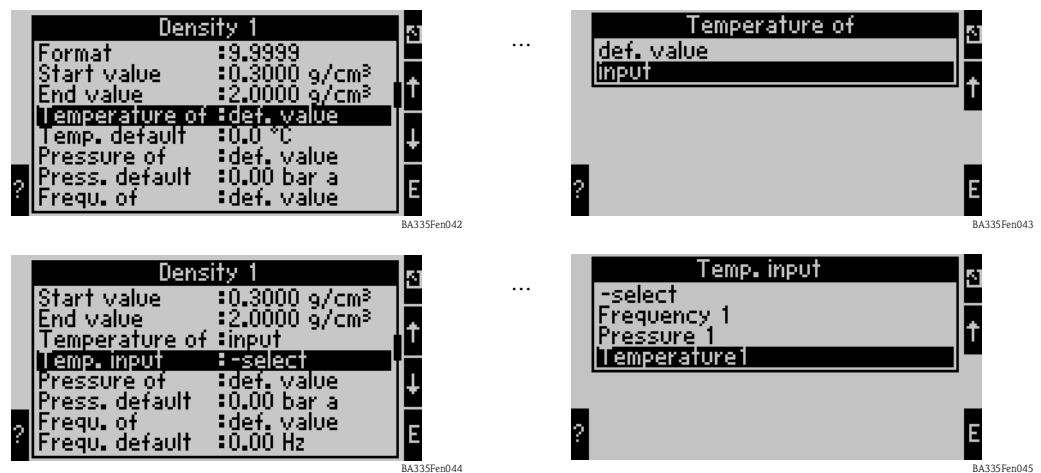 Density 1
Format :9.9999
Start value :0.3000 g/cm³
End value :2.0000 g/cm³
Temperature of :def. value
Temp. default :0.0 °C
Pressure of :def. value
Press. default :0.00 bar a
Frequ. of :def. value
?
↑
↓
E
BA335Fen042
...
Temperature of
def. value
input
?
↑
E
BA335Fen043
Density 1
Start value :0.3000 g/cm³
End value :2.0000 g/cm³
Temperature of :input
Temp. input :-select
Pressure of :def. value
Press. default :0.00 bar a
Frequ. of :def. value
Frequ. default :0.00 Hz
?
↑
↓
E
BA335Fen044
...
Temp. input
-select
Frequency 1
Pressure 1
Temperature1
?
↑
E
BA335Fen045